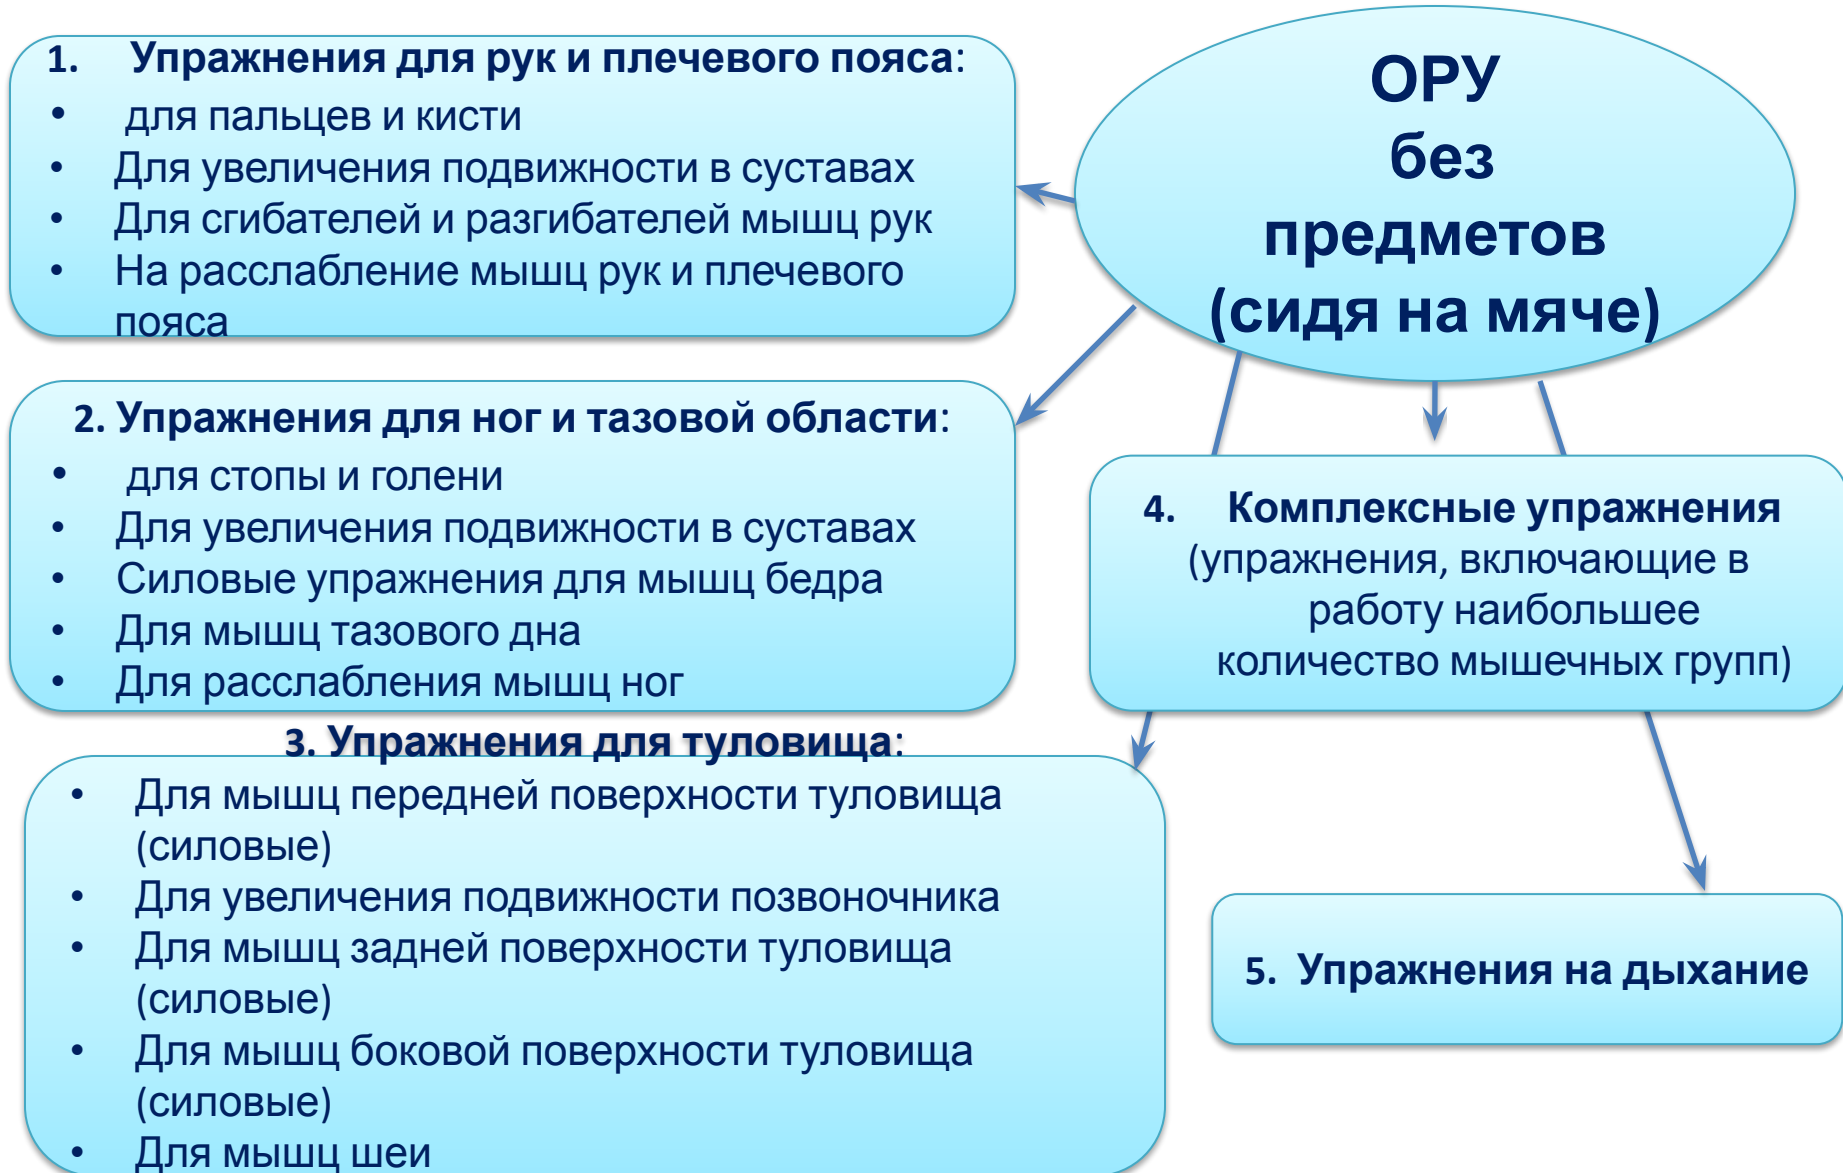 ОРУ
без
предметов
(сидя на мяче)
1. Упражнения для рук и плечевого пояса:
• для пальцев и кисти
• Для увеличения подвижности в суставах
• Для сгибателей и разгибателей мышц рук
• На расслабление мышц рук и плечевого
пояса
2. Упражнения для ног и тазовой области:
• для стопы и голени
• Для увеличения подвижности в суставах
• Силовые упражнения для мышц бедра
• Для мышц тазового дна
• Для расслабления мышц ног
3. Упражнения для туловища:
• Для мышц передней поверхности туловища
(силовые)
• Для увеличения подвижности позвоночника
• Для мышц задней поверхности туловища
(силовые)
• Для мышц боковой поверхности туловища
(силовые)
• Для мышц шеи
4. Комплексные упражнения
(упражнения, включающие в
работу наибольшее
количество мышечных групп)
5. Упражнения на дыхание